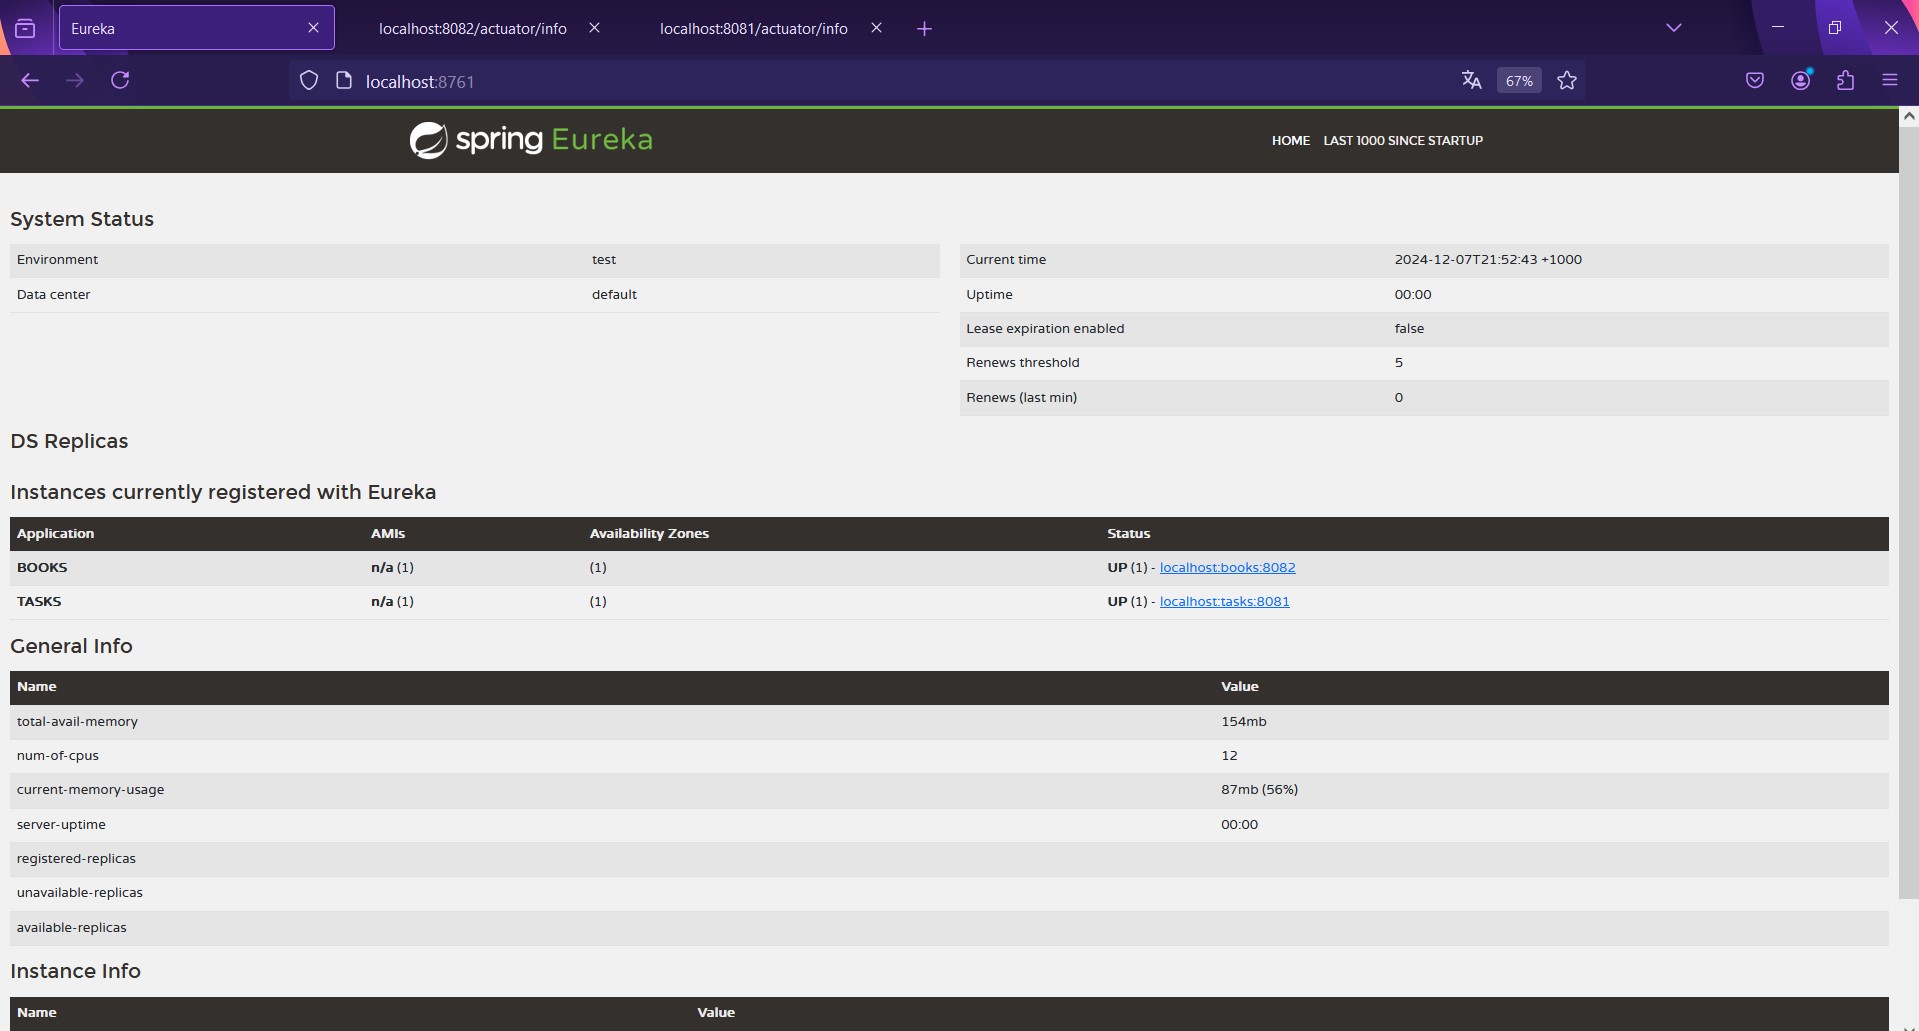 Eureka
localhost:8082/actuator/info
localhost:8081/actuator/info
localhost:8761
67%
spring Eureka
HOME LAST 1000 SINCE STARTUP
System Status
Environment test
Data center default
Current time 2024-12-07T21:52:43 +1000
Uptime 00:00
Lease expiration enabled false
Renews threshold 5
Renews (last min) 0
DS Replicas
Instances currently registered with Eureka
Application AMIs Availability Zones Status
BOOKS n/a (1) (1) UP (1) - localhost:books:8082
TASKS n/a (1) (1) UP (1) - localhost:tasks:8081
General Info
Name Value
total-avail-memory 154mb
num-of-cpus 12
current-memory-usage 87mb (56%)
server-uptime 00:00
registered-replicas
unavailable-replicas
available-replicas
Instance Info
Name Value